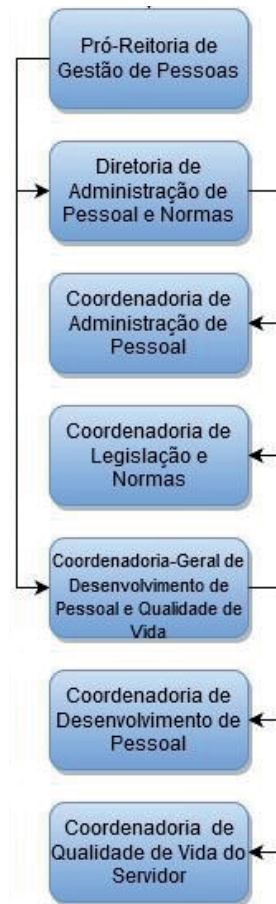 Pró-Reitoria de
Gestão de Pessoas
Diretoria de
Administração de
Pessoal e Normas
Coordenadoria de
Administração de
Pessoal
Coordenadoria de
Legislação e
Normas
Coordenadoria-Geral de
Desenvolvimento de
Pessoal e Qualidade de
Vida
Coordenadoria de
Desenvolvimento de
Pessoal
Coordenadoria de
Qualidade de Vida do
Servidor